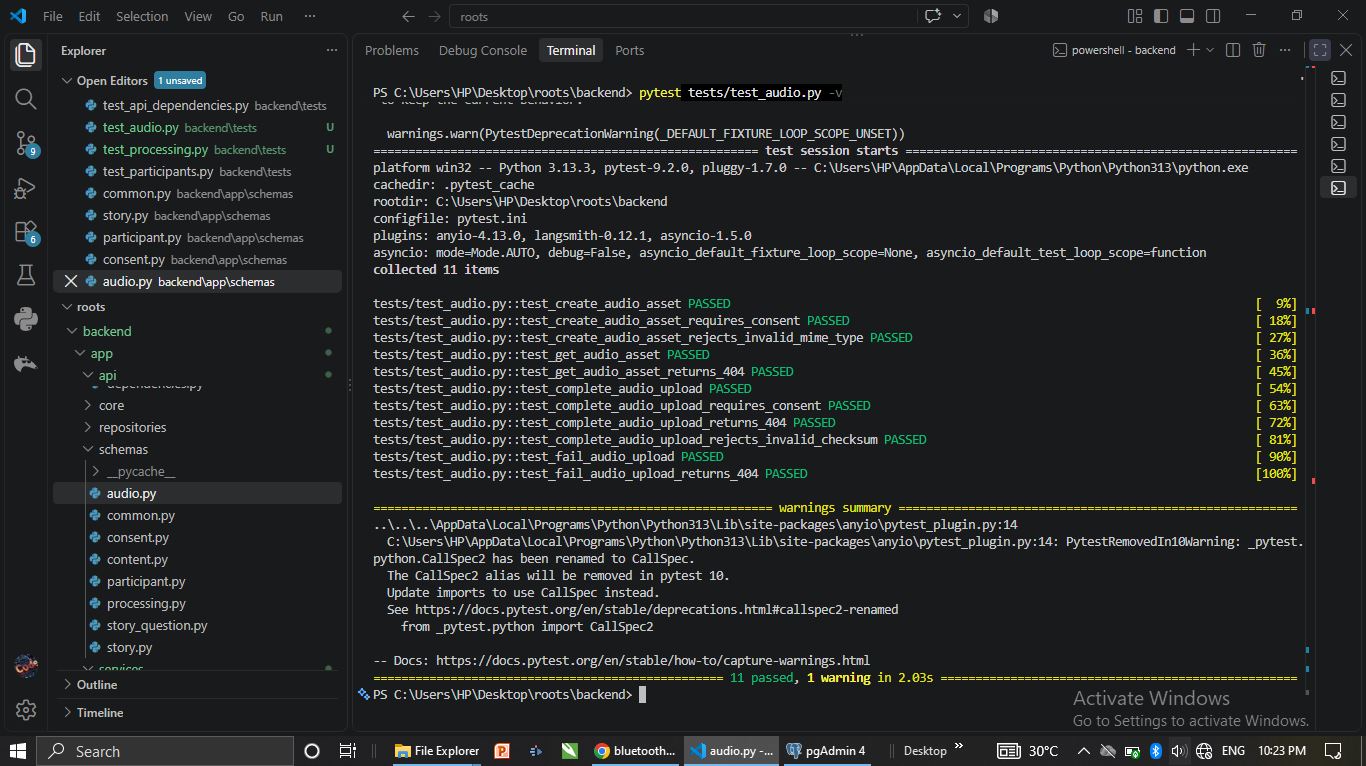 File Edit Selection View Go Run ··· roots
Explorer
Open Editors 1 unsaved
test_api_dependencies.py backend\tests
test_audio.py backend\tests U
test_processing.py backend\tests U
test_participants.py backend\tests
common.py backend\app\schemas
story.py backend\app\schemas
participant.py backend\app\schemas
consent.py backend\app\schemas
audio.py backend\app\schemas
roots
backend
app
api
dependencies.py
core
repositories
schemas
__pycache__
audio.py
common.py
consent.py
content.py
participant.py
processing.py
story_question.py
story.py
services
Outline
Timeline
9
6
Problems Debug Console Terminal Ports powershell - backend
PS C:\Users\HP\Desktop\roots\backend> pytest tests/test_audio.py -v
to keep the current behavior.
warnings.warn(PytestDeprecationWarning(_DEFAULT_FIXTURE_LOOP_SCOPE_UNSET))
test session starts
platform win32 -- Python 3.13.3, pytest-9.2.0, pluggy-1.7.0 -- C:\Users\HP\AppData\Local\Programs\Python\Python313\python.exe
cachedir: .pytest_cache
rootdir: C:\Users\HP\Desktop\roots\backend
configfile: pytest.ini
plugins: anyio-4.13.0, langsmith-0.12.1, asyncio-1.5.0
asyncio: mode=Mode.AUTO, debug=False, asyncio_default_fixture_loop_scope=None, asyncio_default_test_loop_scope=function
collected 11 items
tests/test_audio.py::test_create_audio_asset PASSED [ 9%]
tests/test_audio.py::test_create_audio_asset_requires_consent PASSED [ 18%]
tests/test_audio.py::test_create_audio_asset_rejects_invalid_mime_type PASSED [ 27%]
tests/test_audio.py::test_get_audio_asset PASSED [ 36%]
tests/test_audio.py::test_get_audio_asset_returns_404 PASSED [ 45%]
tests/test_audio.py::test_complete_audio_upload PASSED [ 54%]
tests/test_audio.py::test_complete_audio_upload_requires_consent PASSED [ 63%]
tests/test_audio.py::test_complete_audio_upload_returns_404 PASSED [ 72%]
tests/test_audio.py::test_complete_audio_upload_rejects_invalid_checksum PASSED [ 81%]
tests/test_audio.py::test_fail_audio_upload PASSED [ 90%]
tests/test_audio.py::test_fail_audio_upload_returns_404 PASSED [100%]
warnings summary
..\..\..\AppData\Local\Programs\Python\Python313\Lib\site-packages\anyio\pytest_plugin.py:14
C:\Users\HP\AppData\Local\Programs\Python\Python313\Lib\site-packages\anyio\pytest_plugin.py:14: PytestRemovedIn10Warning: _pytest.
python.CallSpec2 has been renamed to CallSpec.
The CallSpec2 alias will be removed in pytest 10.
Update imports to use CallSpec instead.
See https://docs.pytest.org/en/stable/deprecations.html#callspec2-renamed
from _pytest.python import CallSpec2
-- Docs: https://docs.pytest.org/en/stable/how-to/capture-warnings.html
11 passed, 1 warning in 2.03s
PS C:\Users\HP\Desktop\roots\backend>
Activate Windows
Go to Settings to activate Windows.
Search File Explorer bluetooth... audio.py -... pgAdmin 4 Desktop » 30°C ENG 10:23 PM